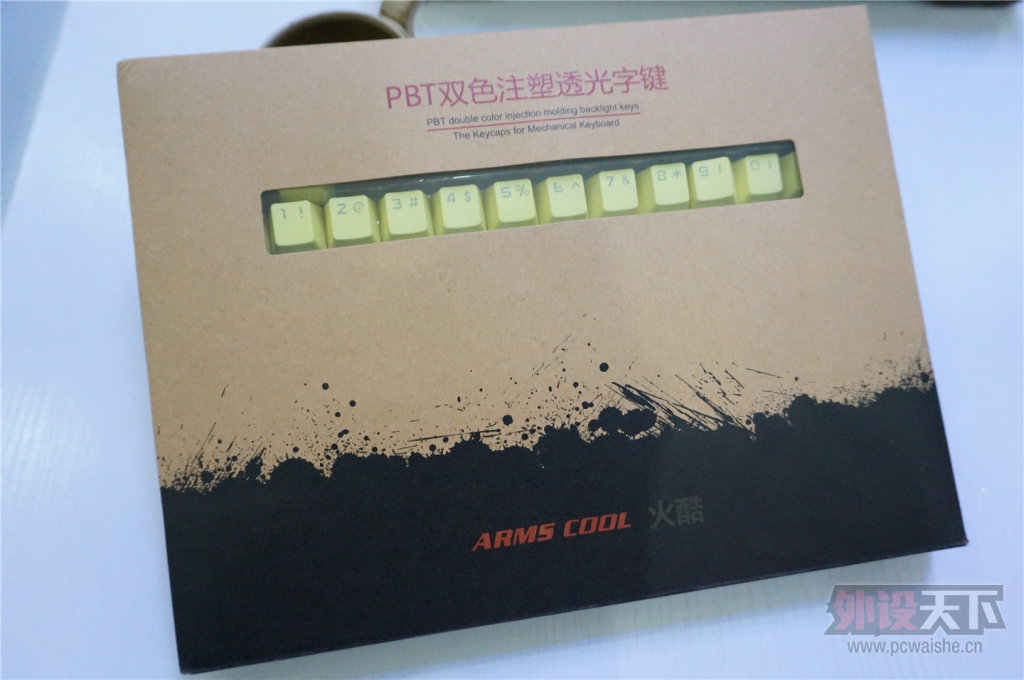 PBT双色注塑透光字键
PBT double color injection molding backlight keys
The Keycaps for Mechanical Keyboard
1 ! 2 @ 3 # 4 $ 5 % 6 ^ 7 & 8 * 9 ( 0 )
ARMS COOL 火酷
外设天下
www.pcwaishe.cn